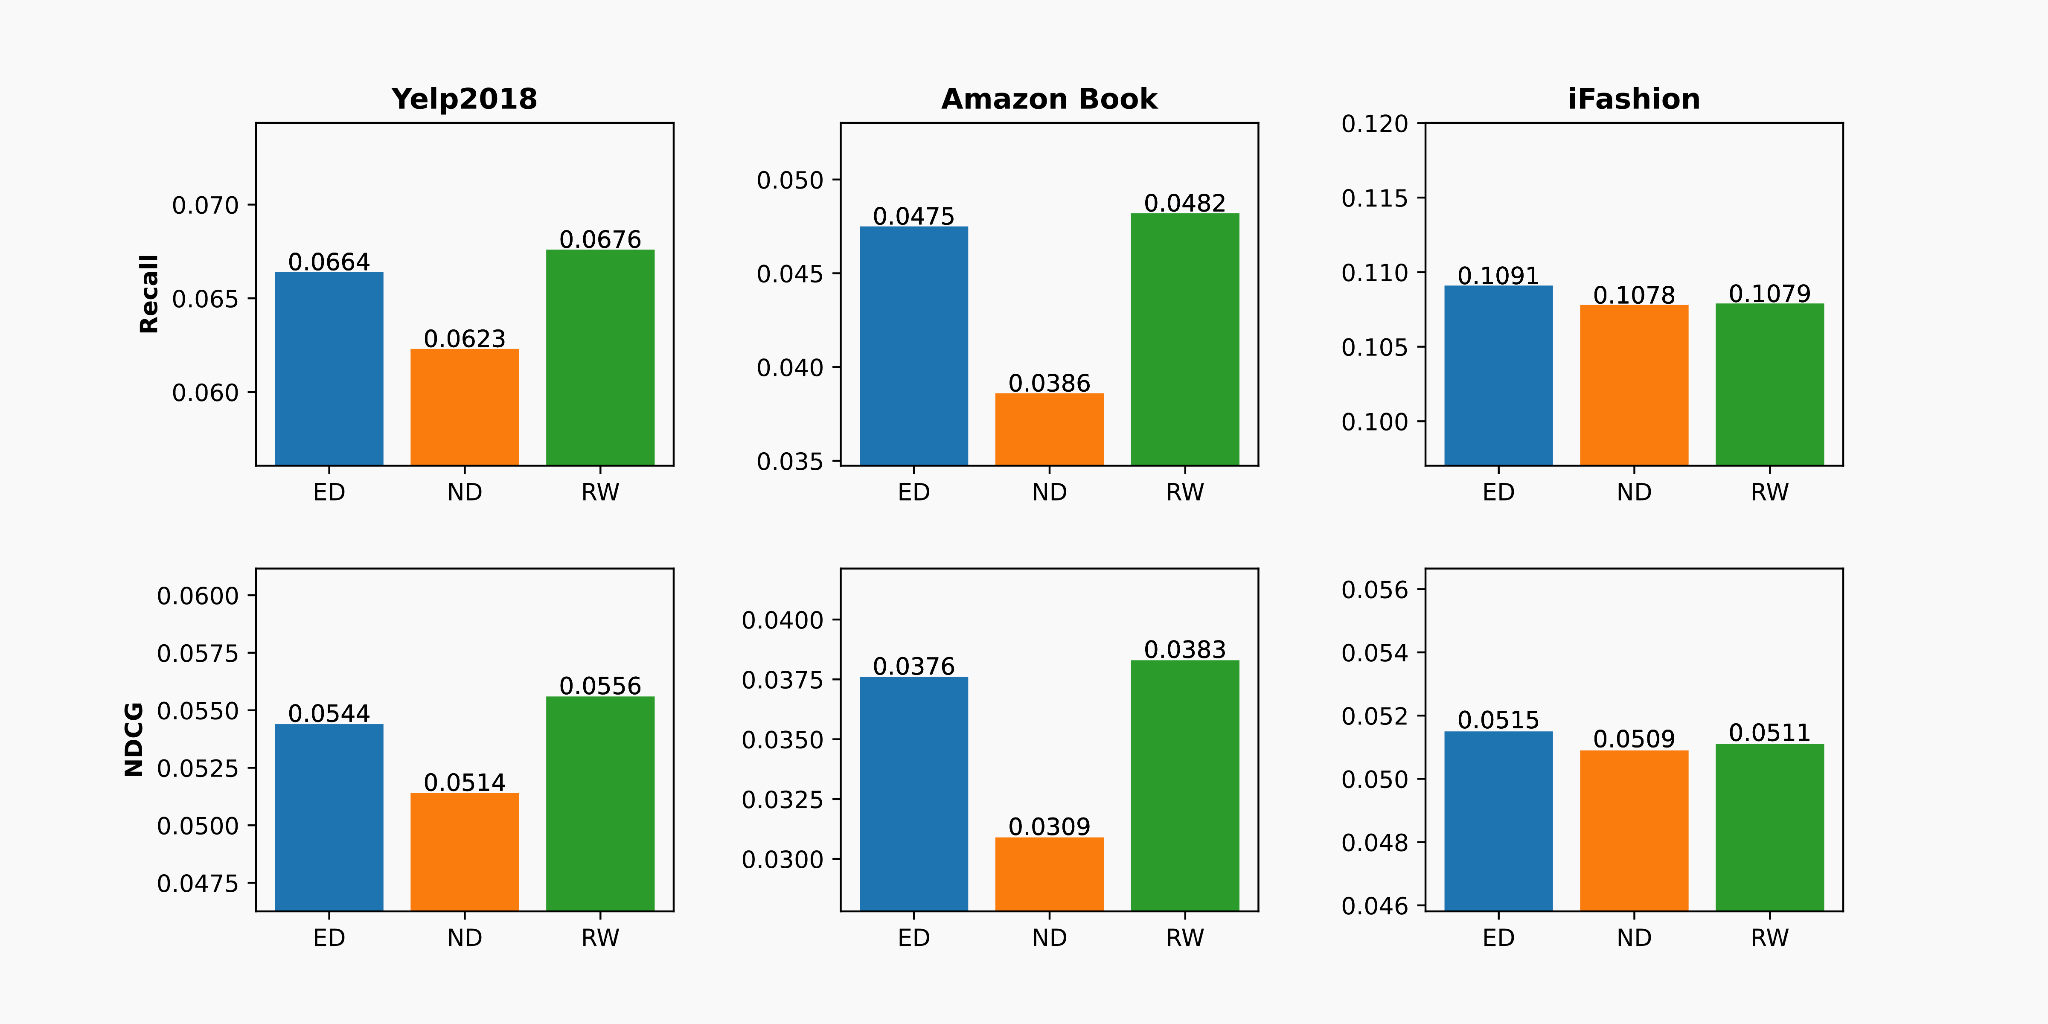 Yelp2018
Amazon Book
iFashion
Recall
0.070
0.065
0.060
0.0664
0.0623
0.0676
ED
ND
RW
0.050
0.045
0.040
0.035
0.0475
0.0386
0.0482
ED
ND
RW
0.120
0.115
0.110
0.105
0.100
0.1091
0.1078
0.1079
ED
ND
RW
NDCG
0.0600
0.0575
0.0550
0.0525
0.0500
0.0475
0.0544
0.0514
0.0556
ED
ND
RW
0.0400
0.0375
0.0350
0.0325
0.0300
0.0376
0.0309
0.0383
ED
ND
RW
0.056
0.054
0.052
0.050
0.048
0.046
0.0515
0.0509
0.0511
ED
ND
RW